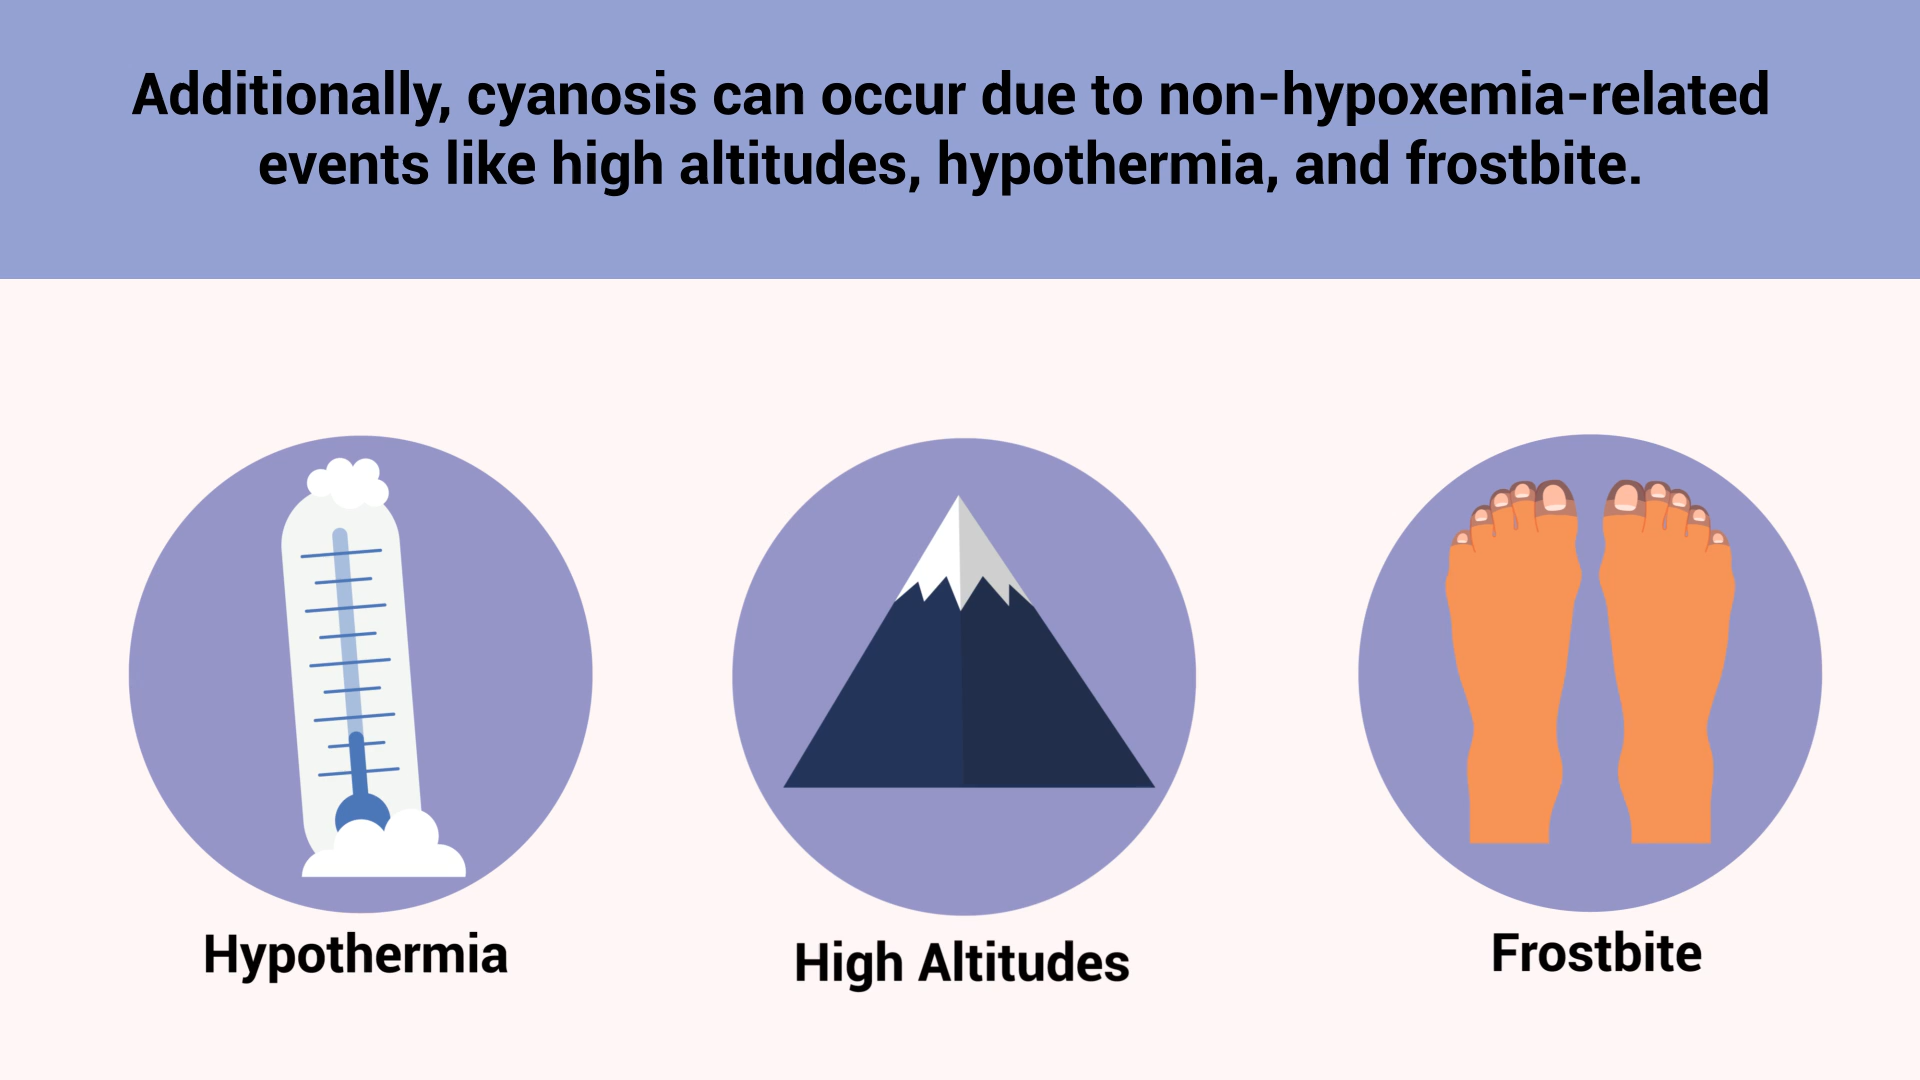 Additionally, cyanosis can occur due to non-hypoxemia-related
events like high altitudes, hypothermia, and frostbite.
Hypothermia
High Altitudes
Frostbite